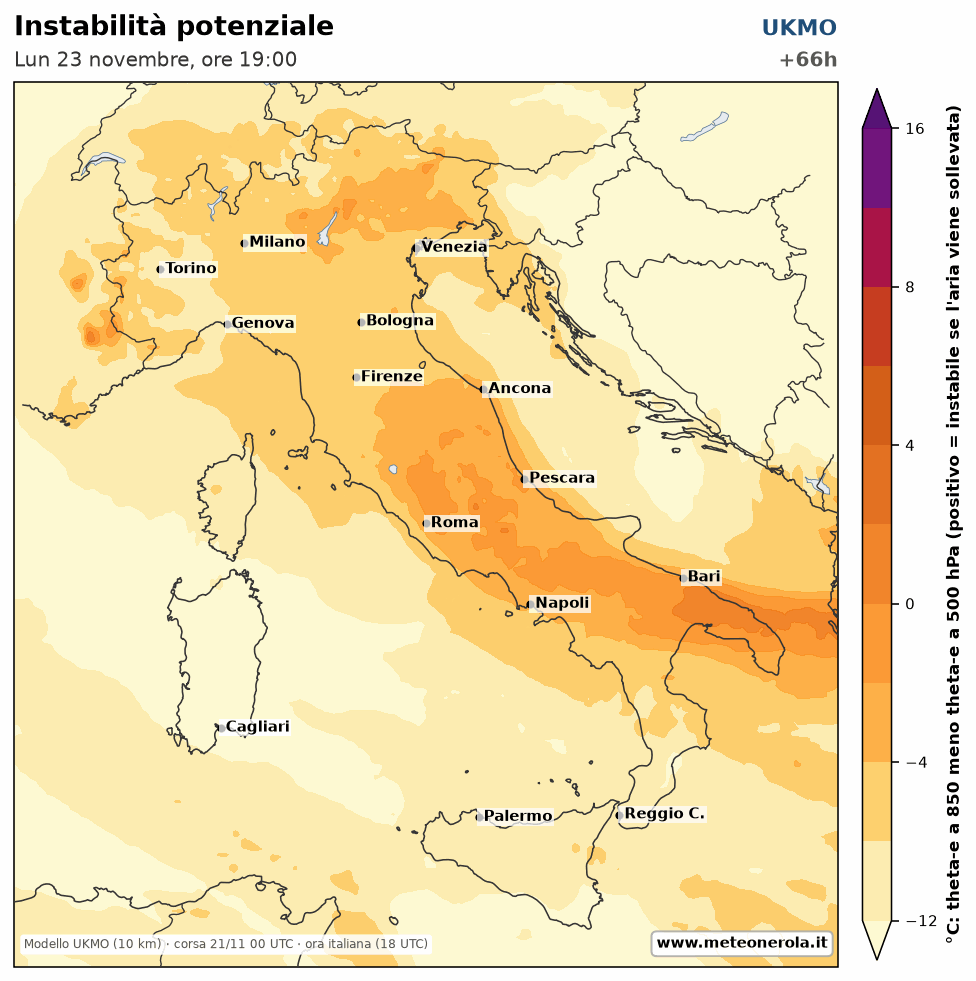 Instabilità potenziale
UKMO
Lun 23 novembre, ore 19:00
+66h
16
8
4
0
−4
−12
°C: theta-e a 850 meno theta-e a 500 hPa (positivo = instabile se l'aria viene sollevata)
Milano
Venezia
Torino
Genova
Bologna
Firenze
Ancona
Pescara
Roma
Bari
Napoli
Cagliari
Palermo
Reggio C.
Modello UKMO (10 km) · corsa 21/11 00 UTC · ora italiana (18 UTC)
www.meteonerola.it